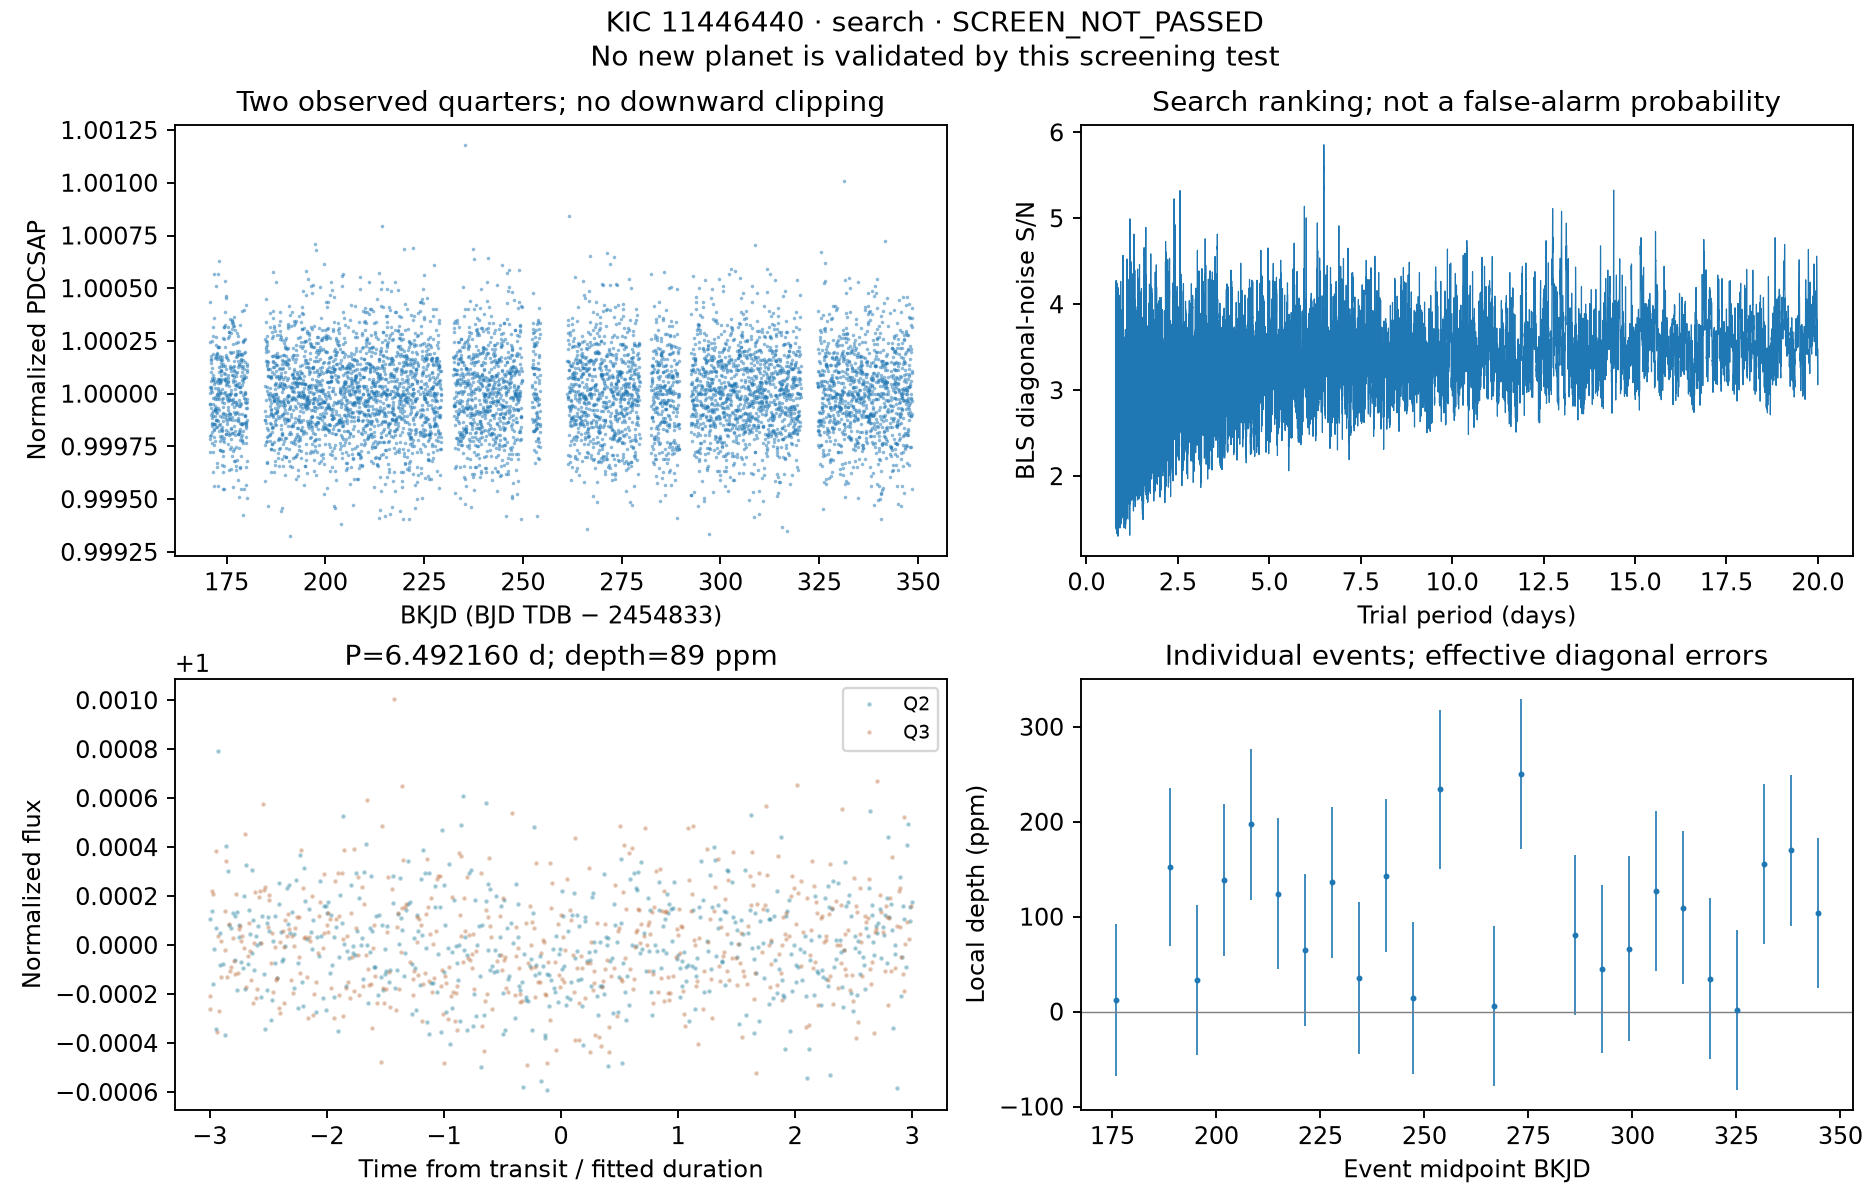 KIC 11446440 · search · SCREEN_NOT_PASSED
No new planet is validated by this screening test
Two observed quarters; no downward clipping
1.00125
1.00100
1.00075
1.00050
1.00025
1.00000
0.99975
0.99950
0.99925
Normalized PDCSAP
175 200 225 250 275 300 325 350
BKJD (BJD TDB − 2454833)
Search ranking; not a false-alarm probability
6
5
4
3
2
BLS diagonal-noise S/N
0.0 2.5 5.0 7.5 10.0 12.5 15.0 17.5 20.0
Trial period (days)
P=6.492160 d; depth=89 ppm
+1
0.0010
0.0008
0.0006
0.0004
0.0002
0.0000
−0.0002
−0.0004
−0.0006
Normalized flux
Q2
Q3
−3 −2 −1 0 1 2 3
Time from transit / fitted duration
Individual events; effective diagonal errors
300
200
100
0
−100
Local depth (ppm)
175 200 225 250 275 300 325 350
Event midpoint BKJD